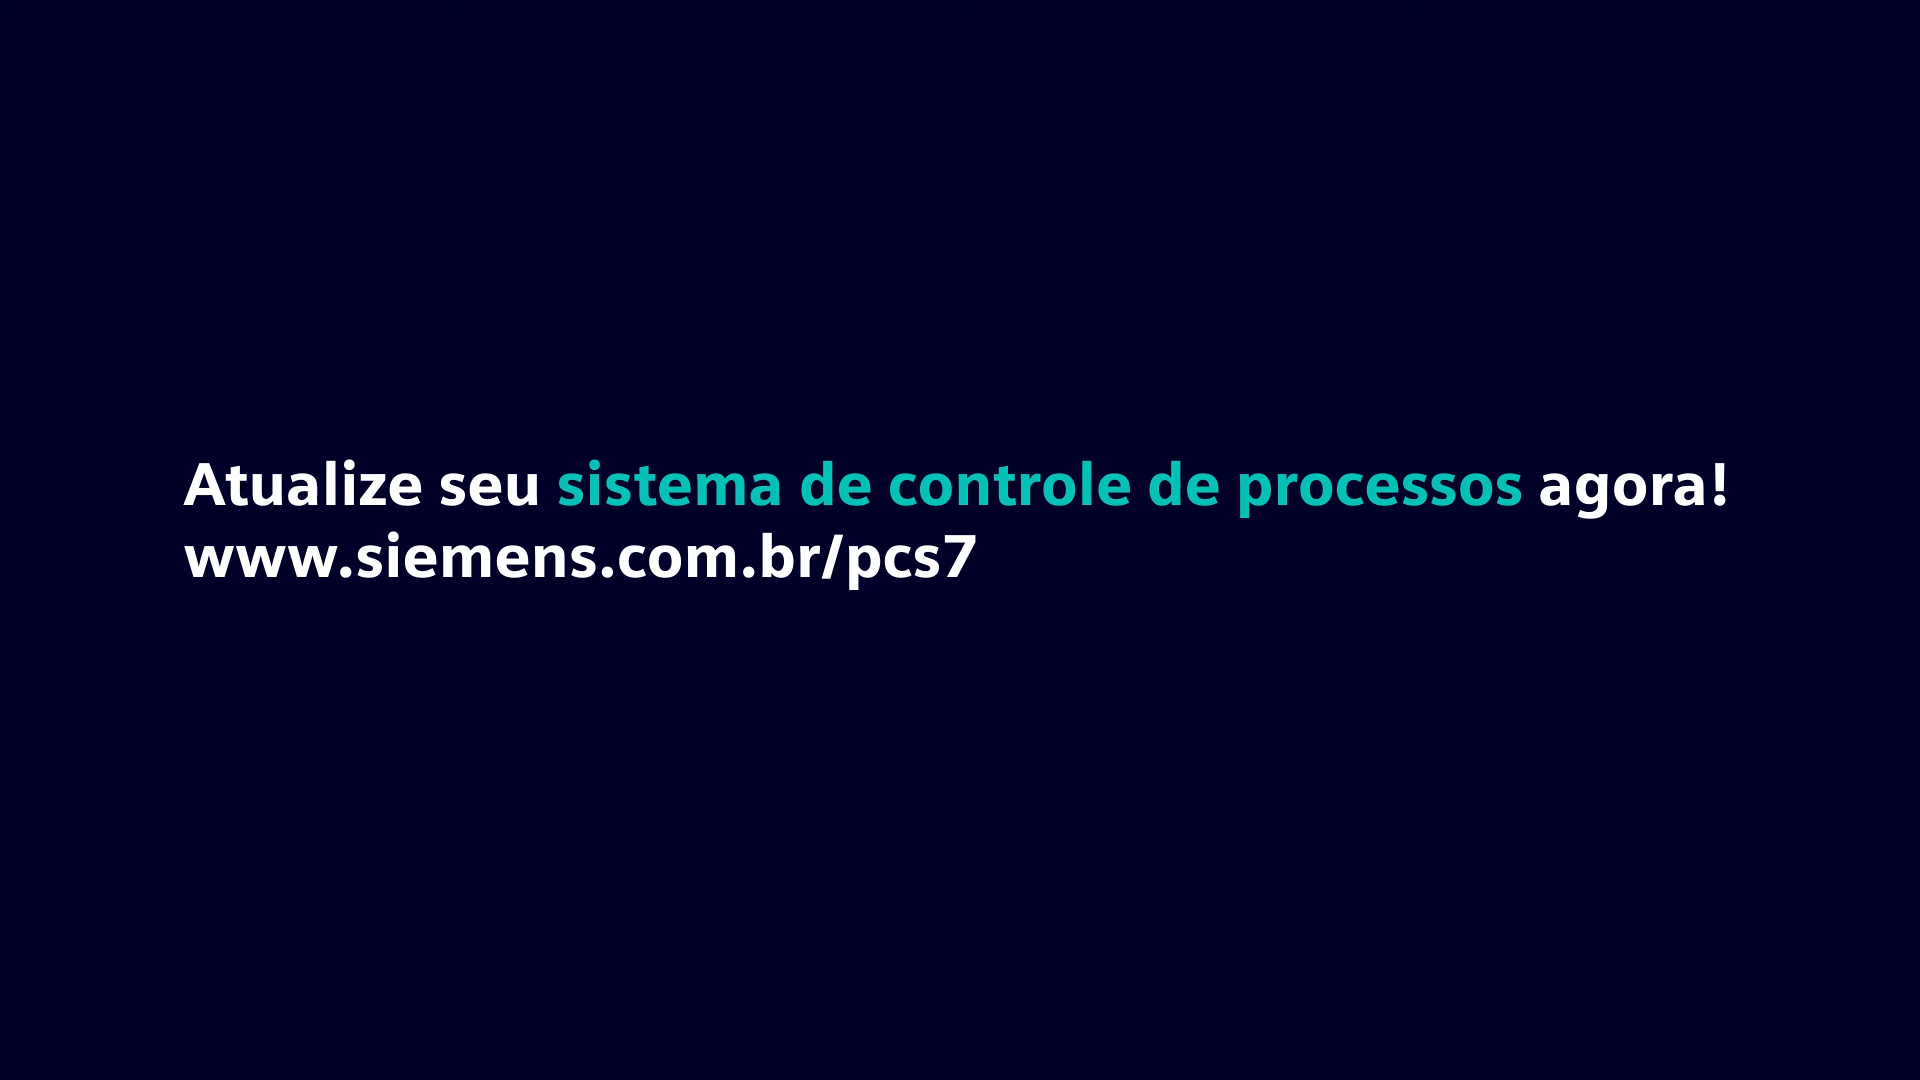 Atualize seu sistema de controle de processos agora!
www.siemens.com.br/pcs7